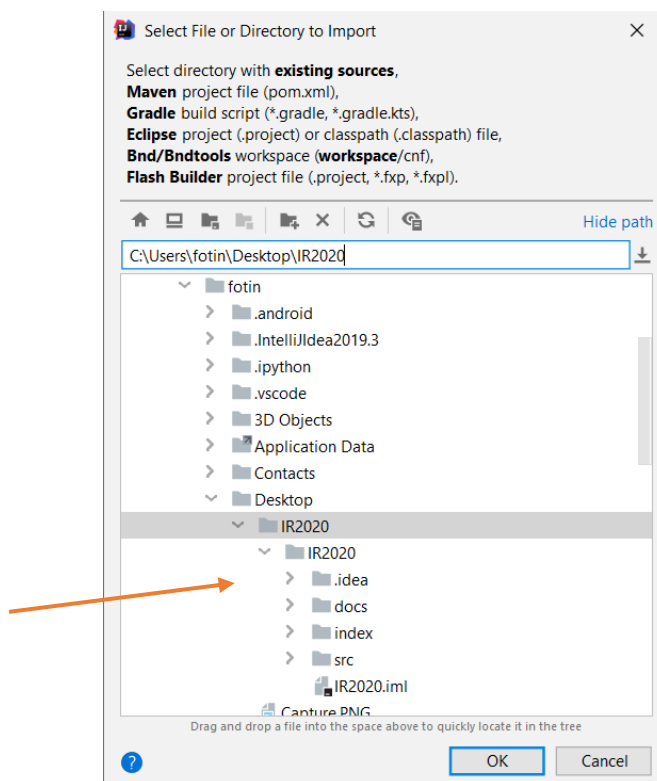 Select File or Directory to Import
Select directory with existing sources,
Maven project file (pom.xml),
Gradle build script (*.gradle, *.gradle.kts),
Eclipse project (.project) or classpath (.classpath) file,
Bnd/Bndtools workspace (workspace/cnf),
Flash Builder project file (.project, *.fxp, *.fxpl).
Hide path
C:\Users\fotin\Desktop\IR2020
fotin
.android
.IntelliJIdea2019.3
.ipython
.vscode
3D Objects
Application Data
Contacts
Desktop
IR2020
IR2020
.idea
docs
index
src
IR2020.iml
Capture.PNG
Drag and drop a file into the space above to quickly locate it in the tree
? OK Cancel